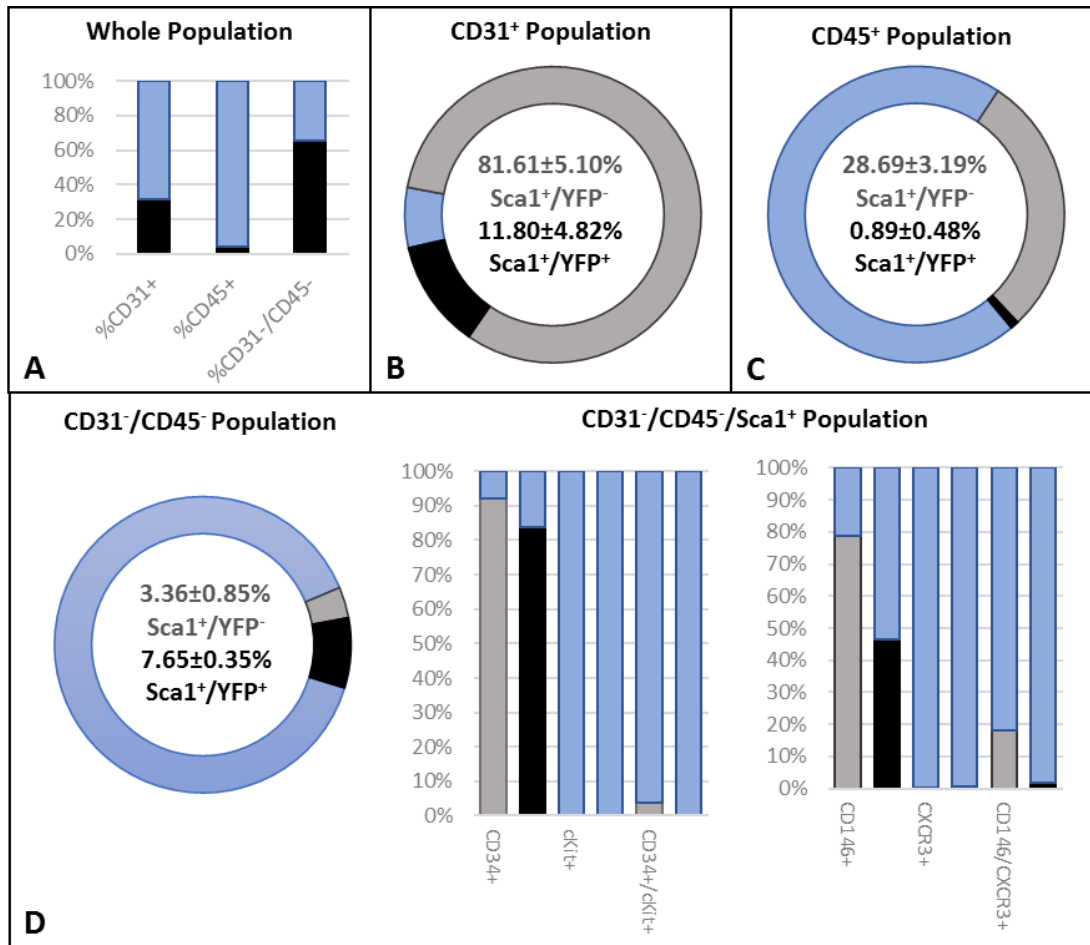 Whole Population
100%
80%
60%
40%
20%
0%
%CD31+
%CD45+
%CD31-/CD45-
A
CD31⁺ Population
81.61±5.10%
Sca1⁺/YFP⁻
11.80±4.82%
Sca1⁺/YFP⁺
B
CD45⁺ Population
28.69±3.19%
Sca1⁺/YFP⁻
0.89±0.48%
Sca1⁺/YFP⁺
C
CD31⁻/CD45⁻ Population
3.36±0.85%
Sca1⁺/YFP⁻
7.65±0.35%
Sca1⁺/YFP⁺
CD31⁻/CD45⁻/Sca1⁺ Population
100%
90%
80%
70%
60%
50%
40%
30%
20%
10%
0%
CD34+
cKit+
CD34+/cKit+
100%
90%
80%
70%
60%
50%
40%
30%
20%
10%
0%
CD146+
CXCR3+
CD146/CXCR3+
D